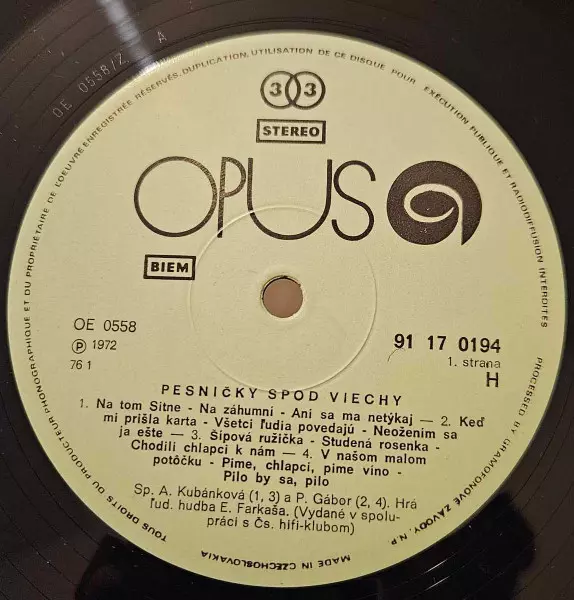 OE 0558/Z A
TOUS DROITS DU PRODUCTEUR PHONOGRAPHIQUE ET DU PROPRIÉTAIRE DE L'OEUVRE ENREGISTRÉE RÉSERVÉS. DUPLICATION, UTILISATION DE CE DISQUE POUR EXÉCUTION PUBLIQUE ET RADIODIFFUSION INTERDITES
PROCESSED BY GRAMOFONOVÉ ZÁVODY, N.P.
MADE IN CZECHOSLOVAKIA
33
STEREO
OPUS
BIEM
OE 0558
Ⓟ 1972
76 1
91 17 0194
1. strana
H
PESNIČKY SPOD VIECHY
1. Na tom Sitne - Na záhumní - Ani sa ma netýkaj — 2. Keď
mi prišla karta - Všetci ľudia povedajú - Neožením sa
ja ešte — 3. Šípová ružička - Studená rosenka -
Chodili chlapci k nám — 4. V našom malom
potôčku - Pime, chlapci, pime víno -
Pilo by sa, pilo
Sp. A. Kubánková (1, 3) a P. Gábor (2, 4). Hrá
ľud. hudba E. Farkaša. (Vydané v spolu-
práci s Čs. hifi-klubom)